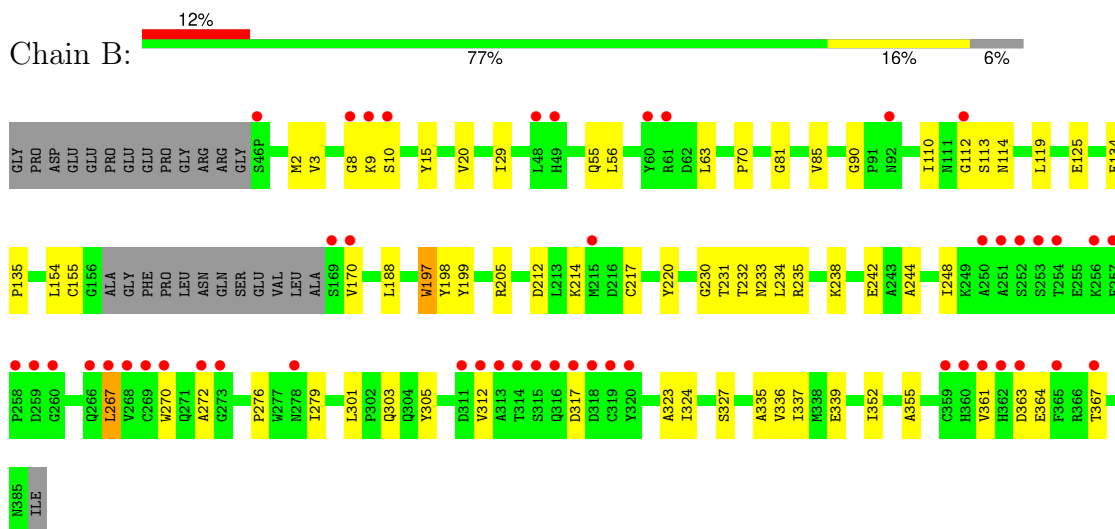 12%
Chain B:
77% 16% 6%
GLY PRO ASP GLU GLU PRO GLU GLU PRO GLY ARG ARG GLY S46P M2 V3 G8 K9 S10 Y15 V20 I29 L48 H49 Q55 L56 Y60 R61 D62 L63 P70 G81 V85 G90 P91 N92 I110 N111 G112 S113 N114 L119 E125
P135 L154 C155 G156 ALA GLY PHE PRO LEU ASN GLN SER GLU VAL LEU ALA S169 V170 L188 W197 Y198 Y199 R205 D212 L213 K214 M215 D216 C217 Y220 G230 T231 T232 N233 L234 R235 K238 E242 A243 A244 I248 K249 A250 A251 S252 S253 T254 E255 K256
P258 D259 G260 Q266 L267 V268 C269 W270 Q271 A272 G273 P276 W277 N278 I279 L301 P302 Q303 Q304 Y305 D311 V312 A313 T314 S315 Q316 D317 D318 C319 Y320 A323 I324 S327 A335 V336 I337 M338 E339 I352 A355 C359 H360 V361 H362 D363 E364 F365 R366 T367
N385 ILE